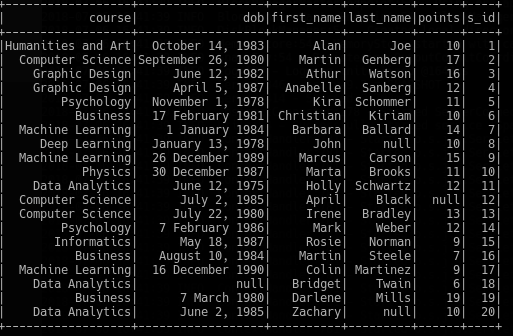 +------------------+------------------+----------+---------+------+----+
|            course|               dob|first_name|last_name|points|s_id|
+------------------+------------------+----------+---------+------+----+
|Humanities and Art|  October 14, 1983|      Alan|      Joe|    10|   1|
|  Computer Science|September 26, 1980|    Martin|  Genberg|    17|   2|
|    Graphic Design|     June 12, 1982|     Athur|   Watson|    16|   3|
|    Graphic Design|     April 5, 1987|  Anabelle|  Sanberg|    12|   4|
|        Psychology|  November 1, 1978|      Kira| Schommer|    11|   5|
|          Business|  17 February 1981| Christian|   Kiriam|    10|   6|
|  Machine Learning|    1 January 1984|   Barbara|  Ballard|    14|   7|
|     Deep Learning|  January 13, 1978|      John|     null|    10|   8|
|  Machine Learning|  26 December 1989|    Marcus|   Carson|    15|   9|
|           Physics|  30 December 1987|     Marta|   Brooks|    11|  10|
|    Data Analytics|     June 12, 1975|     Holly| Schwartz|    12|  11|
|  Computer Science|      July 2, 1985|     April|    Black|  null|  12|
|  Computer Science|     July 22, 1980|     Irene|  Bradley|    13|  13|
|        Psychology|   7 February 1986|      Mark|    Weber|    12|  14|
|       Informatics|      May 18, 1987|     Rosie|   Norman|     9|  15|
|          Business|   August 10, 1984|    Martin|   Steele|     7|  16|
|  Machine Learning|  16 December 1990|     Colin| Martinez|     9|  17|
|    Data Analytics|              null|   Bridget|    Twain|     6|  18|
|          Business|      7 March 1980|   Darlene|    Mills|    19|  19|
|    Data Analytics|      June 2, 1985|   Zachary|     null|    10|  20|
+------------------+------------------+----------+---------+------+----+